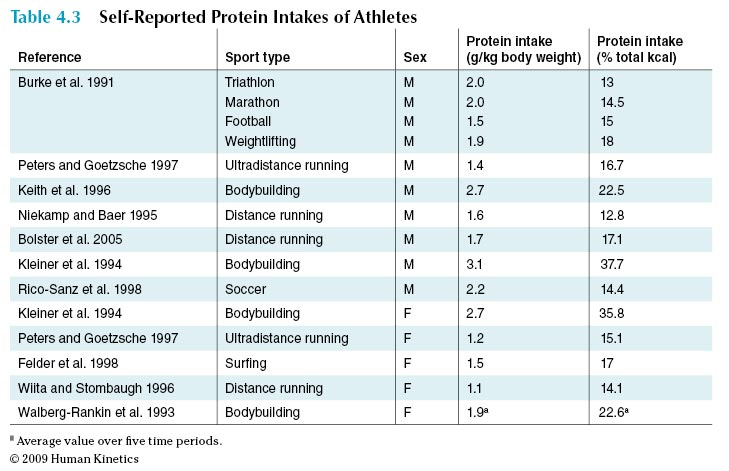 Table 4.3 Self-Reported Protein Intakes of Athletes
Reference Sport type Sex Protein intake (g/kg body weight) Protein intake (% total kcal)
Burke et al. 1991 Triathlon M 2.0 13
Marathon M 2.0 14.5
Football M 1.5 15
Weightlifting M 1.9 18
Peters and Goetzsche 1997 Ultradistance running M 1.4 16.7
Keith et al. 1996 Bodybuilding M 2.7 22.5
Niekamp and Baer 1995 Distance running M 1.6 12.8
Bolster et al. 2005 Distance running M 1.7 17.1
Kleiner et al. 1994 Bodybuilding M 3.1 37.7
Rico-Sanz et al. 1998 Soccer M 2.2 14.4
Kleiner et al. 1994 Bodybuilding F 2.7 35.8
Peters and Goetzsche 1997 Ultradistance running F 1.2 15.1
Felder et al. 1998 Surfing F 1.5 17
Wiita and Stombaugh 1996 Distance running F 1.1 14.1
Walberg-Rankin et al. 1993 Bodybuilding F 1.9ª 22.6ª
ª Average value over five time periods.
© 2009 Human Kinetics